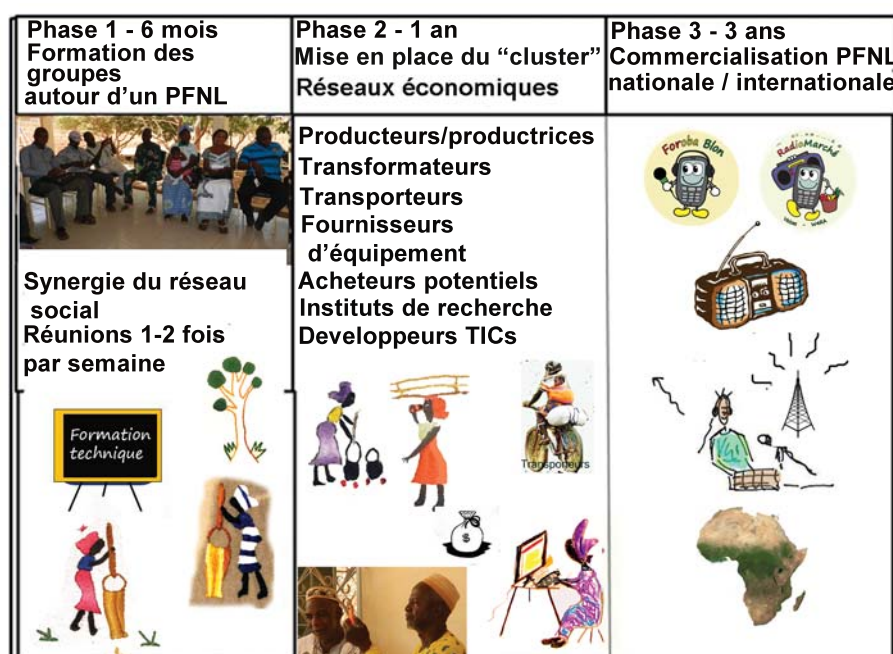 Phase 1 - 6 mois
Formation des
groupes
autour d’un PFNL
Synergie du réseau
social
Réunions 1-2 fois
par semaine
Formation
technique
Phase 2 - 1 an
Mise en place du “cluster”
Réseaux économiques
Producteurs/productrices
Transformateurs
Transporteurs
Fournisseurs
d’équipement
Acheteurs potentiels
Instituts de recherche
Developpeurs TICs
Transporteurs
$
Phase 3 - 3 ans
Commercialisation PFNL
nationale / internationale
Foroba Blon
RadioMarché